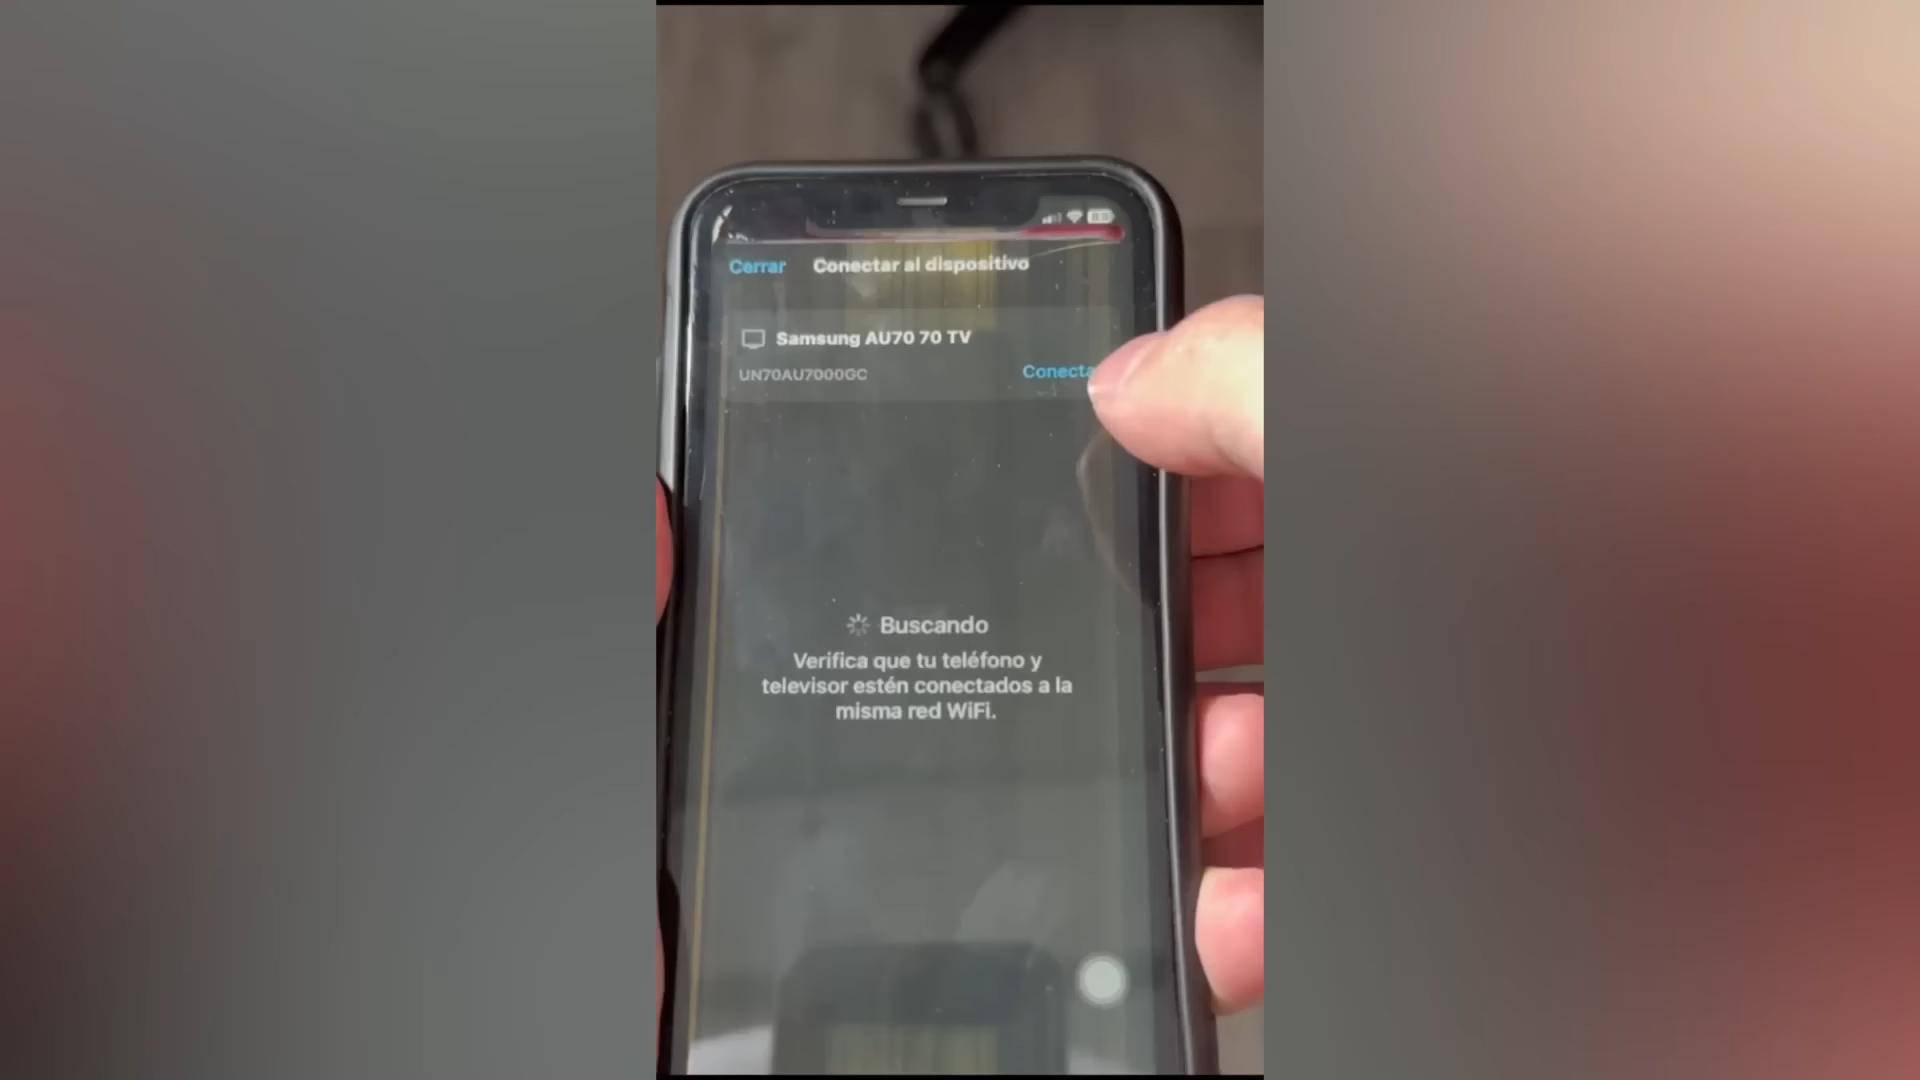 Cerrar Conectar al dispositivo
Samsung AU70 70 TV
UN70AU7000GC Conecta
Buscando
Verifica que tu teléfono y
televisor estén conectados a la
misma red WiFi.